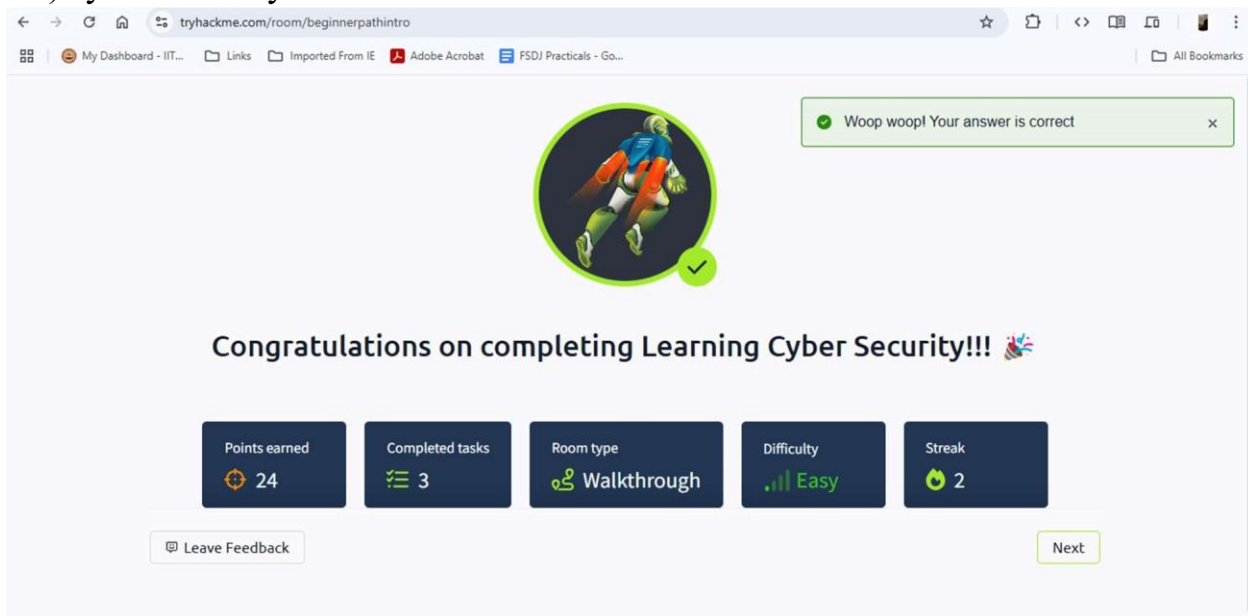 tryhackme.com/room/beginnerpathintro
My Dashboard - IIT... Links Imported From IE Adobe Acrobat FSDJ Practicals - Go... All Bookmarks
Woop woop! Your answer is correct
Congratulations on completing Learning Cyber Security!!! 🎉
Points earned Completed tasks Room type Difficulty Streak
24 3 Walkthrough Easy 2
Leave Feedback Next